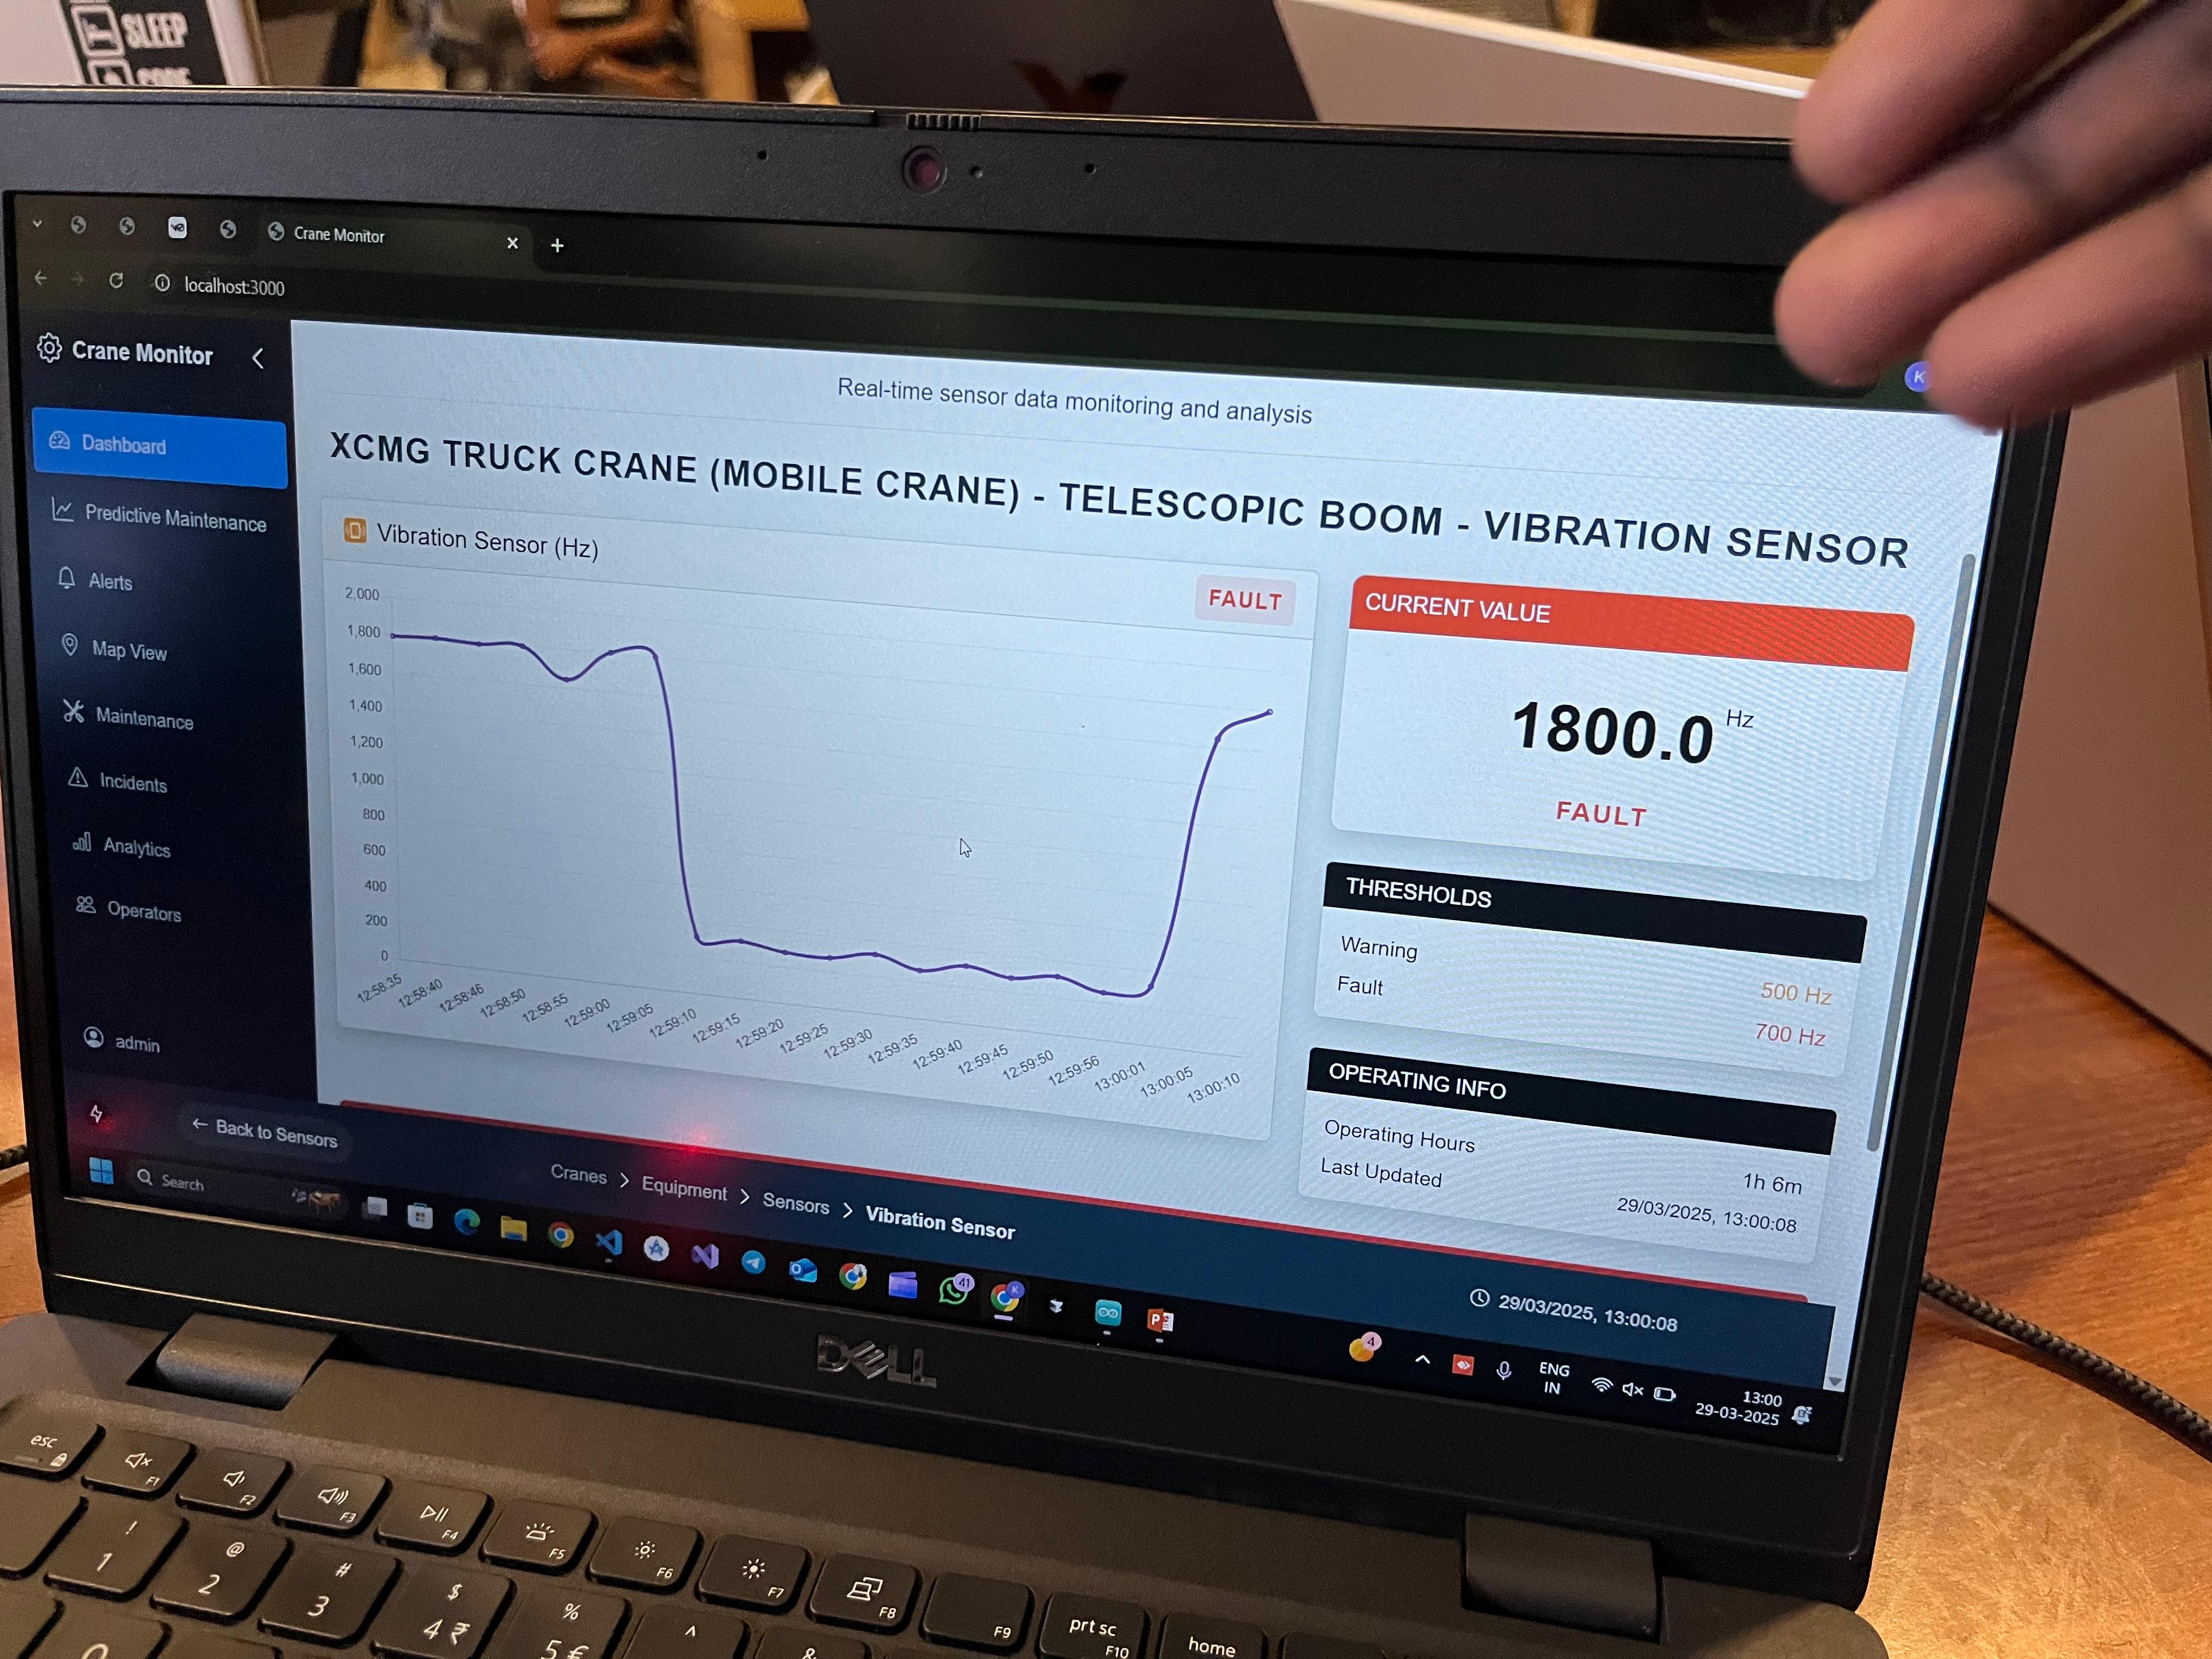 SLEEP
CODE
Crane Monitor
localhost:3000
Crane Monitor
Dashboard
Predictive Maintenance
Alerts
Map View
Maintenance
Incidents
Analytics
Operators
admin
Real-time sensor data monitoring and analysis
XCMG TRUCK CRANE (MOBILE CRANE) - TELESCOPIC BOOM - VIBRATION SENSOR
Vibration Sensor (Hz)
FAULT
2,000
1,800
1,600
1,400
1,200
1,000
800
600
400
200
0
12:58:35
12:58:40
12:58:46
12:58:50
12:58:55
12:59:00
12:59:05
12:59:10
12:59:15
12:59:20
12:59:25
12:59:30
12:59:35
12:59:40
12:59:45
12:59:50
12:59:56
13:00:01
13:00:05
13:00:10
CURRENT VALUE
1800.0 Hz
FAULT
THRESHOLDS
Warning 500 Hz
Fault 700 Hz
OPERATING INFO
Operating Hours 1h 6m
Last Updated 29/03/2025, 13:00:08
← Back to Sensors
Cranes > Equipment > Sensors > Vibration Sensor
29/03/2025, 13:00:08
K
Search
41
K
4
ENG
IN
13:00
29-03-2025
DELL
esc
F1
F2
F3
F4
F5
F6
F7
F8
F9
prt sc
F10
home
! 1
@ 2
# 3
$ 4 ₹
% 5 €
^
&